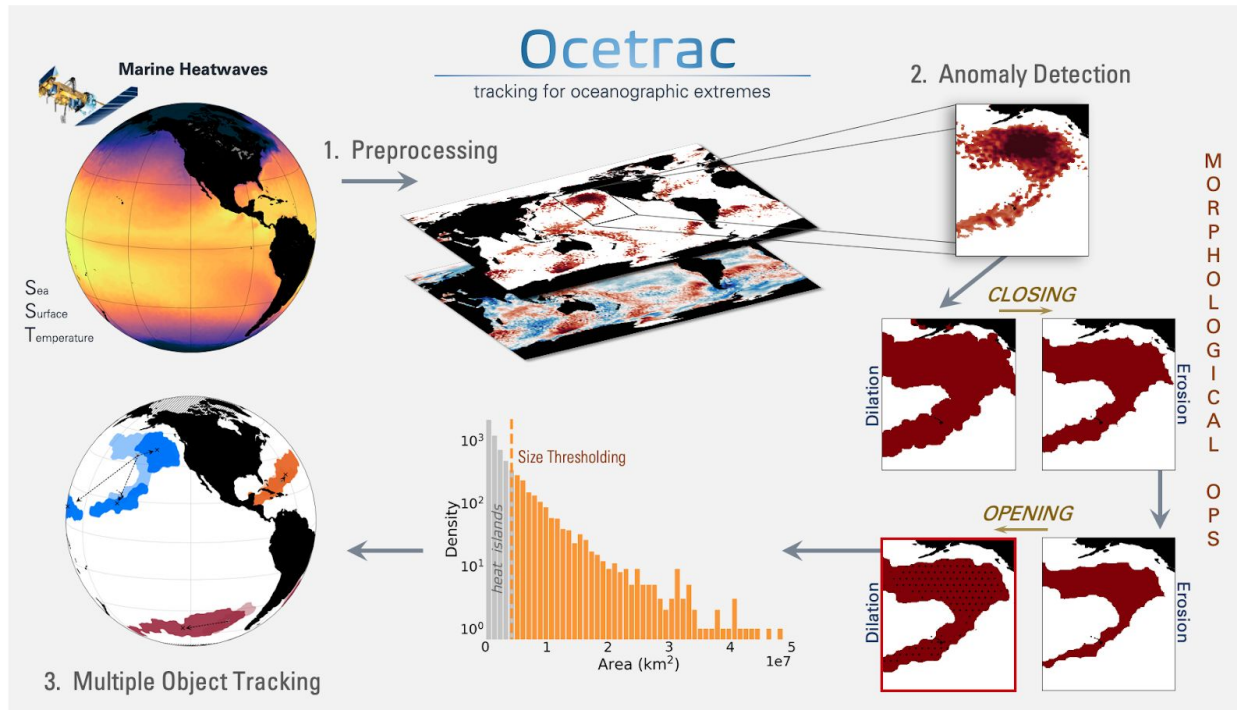 Ocetrac
tracking for oceanographic extremes
Marine Heatwaves
Sea
Surface
Temperature
1. Preprocessing
2. Anomaly Detection
MORPHOLOGICAL OPS
CLOSING
Dilation
Erosion
OPENING
Dilation
Erosion
Size Thresholding
heat islands
Density
10³
10²
10¹
10⁰
0 1 2 3 4 5
1e7
Area (km²)
3. Multiple Object Tracking